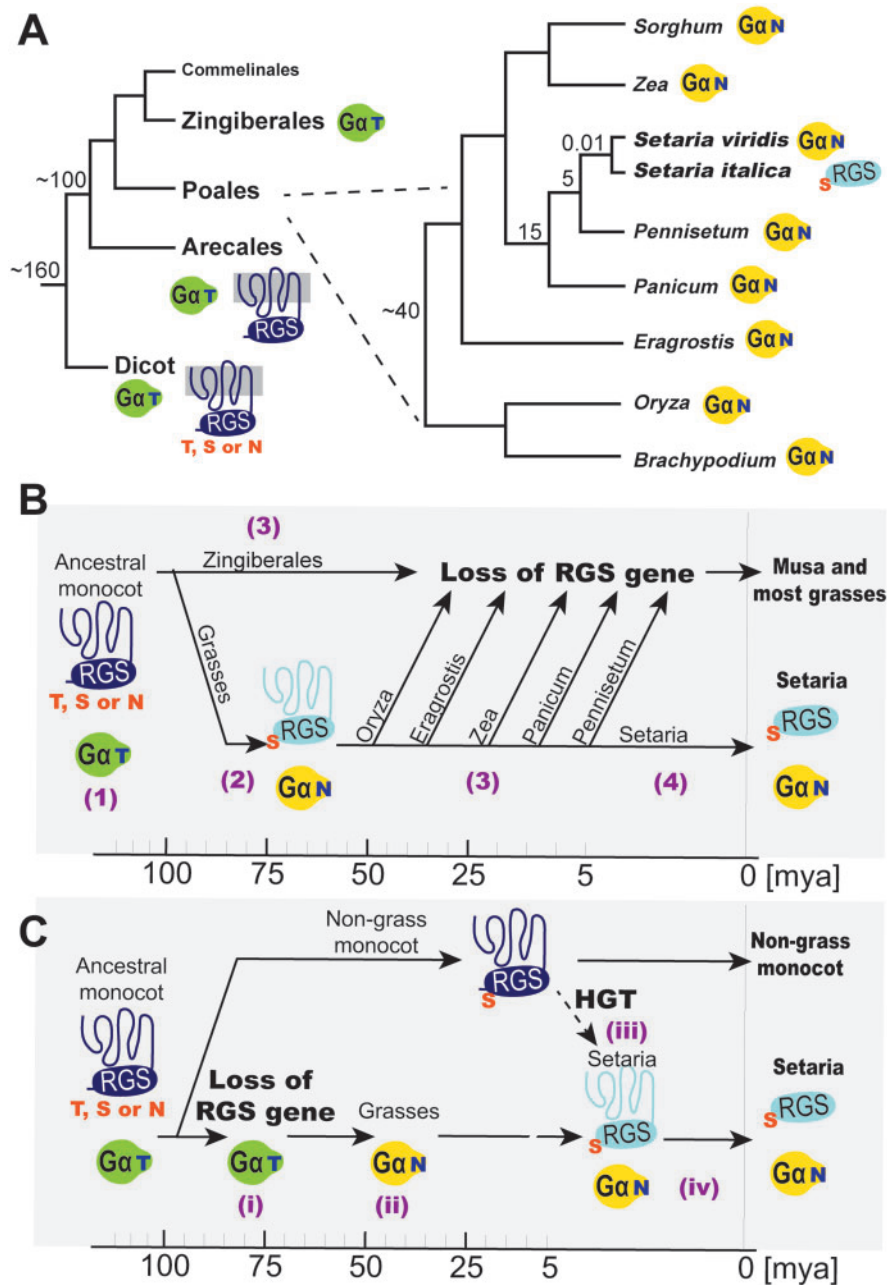 A
Commelinales
Zingiberales
Gα T
~100
Poales
Arecales
~160
Gα T
RGS
Dicot
Gα T
RGS
T, S or N
Sorghum
Gα N
Zea
Gα N
0.01
Setaria viridis
Gα N
Setaria italica
S RGS
5
Pennisetum
Gα N
15
Panicum
Gα N
~40
Eragrostis
Gα N
Oryza
Gα N
Brachypodium
Gα N
B
(3)
Ancestral
monocot
Zingiberales
Loss of RGS gene
Musa and
most grasses
RGS
T, S or N
Grasses
S RGS
Oryza
Eragrostis
Zea
Panicum
Pennisetum
Setaria
Setaria
S RGS
Gα T
(1)
(2)
Gα N
(3)
(4)
Gα N
100
75
50
25
5
0 [mya]
C
Ancestral
monocot
Non-grass
monocot
RGS
S
Non-grass
monocot
RGS
T, S or N
HGT
(iii)
Loss of
RGS gene
Grasses
Setaria
S RGS
Setaria
S RGS
Gα T
Gα T
Gα N
Gα N
Gα N
(i)
(ii)
(iv)
100
75
50
25
5
0 [mya]